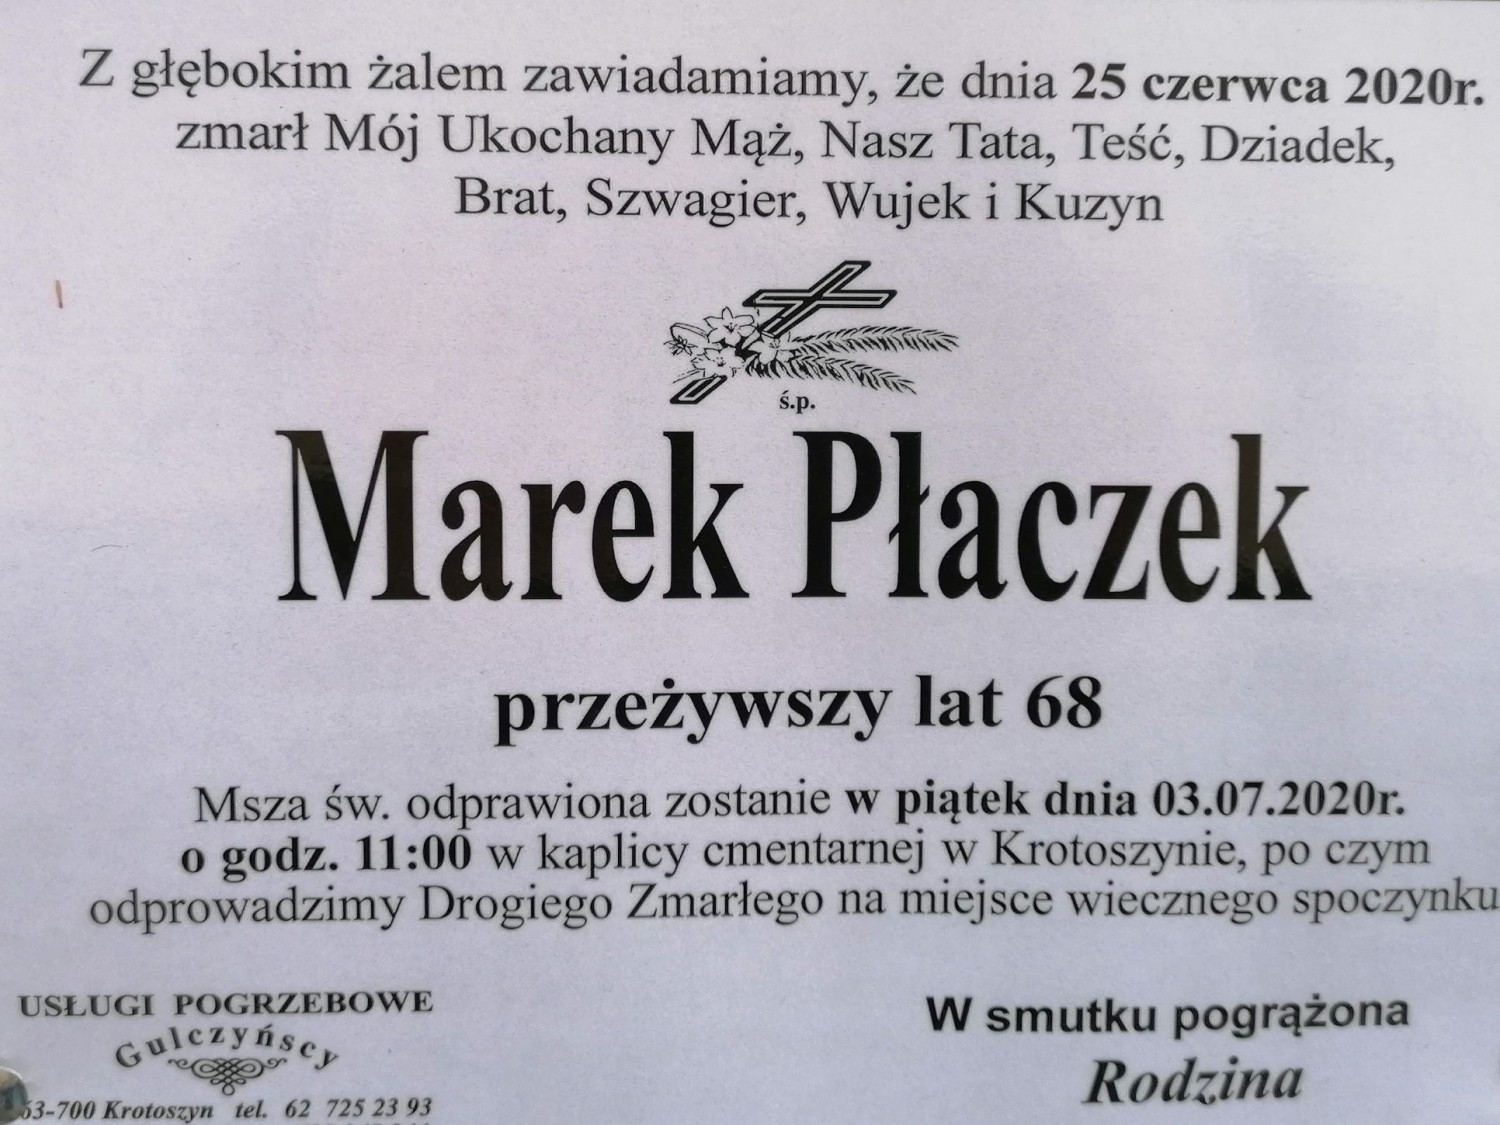 Z głębokim żalem zawiadamiamy, że dnia 25 czerwca 2020r.
zmarł Mój Ukochany Mąż, Nasz Tata, Teść, Dziadek,
Brat, Szwagier, Wujek i Kuzyn
ś.p.
Marek Płaczek
przeżywszy lat 68
Msza św. odprawiona zostanie w piątek dnia 03.07.2020r.
o godz. 11:00 w kaplicy cmentarnej w Krotoszynie, po czym
odprowadzimy Drogiego Zmarłego na miejsce wiecznego spoczynku
USŁUGI POGRZEBOWE
Gulczyńscy
63-700 Krotoszyn tel. 62 725 23 93
W smutku pogrążona
Rodzina